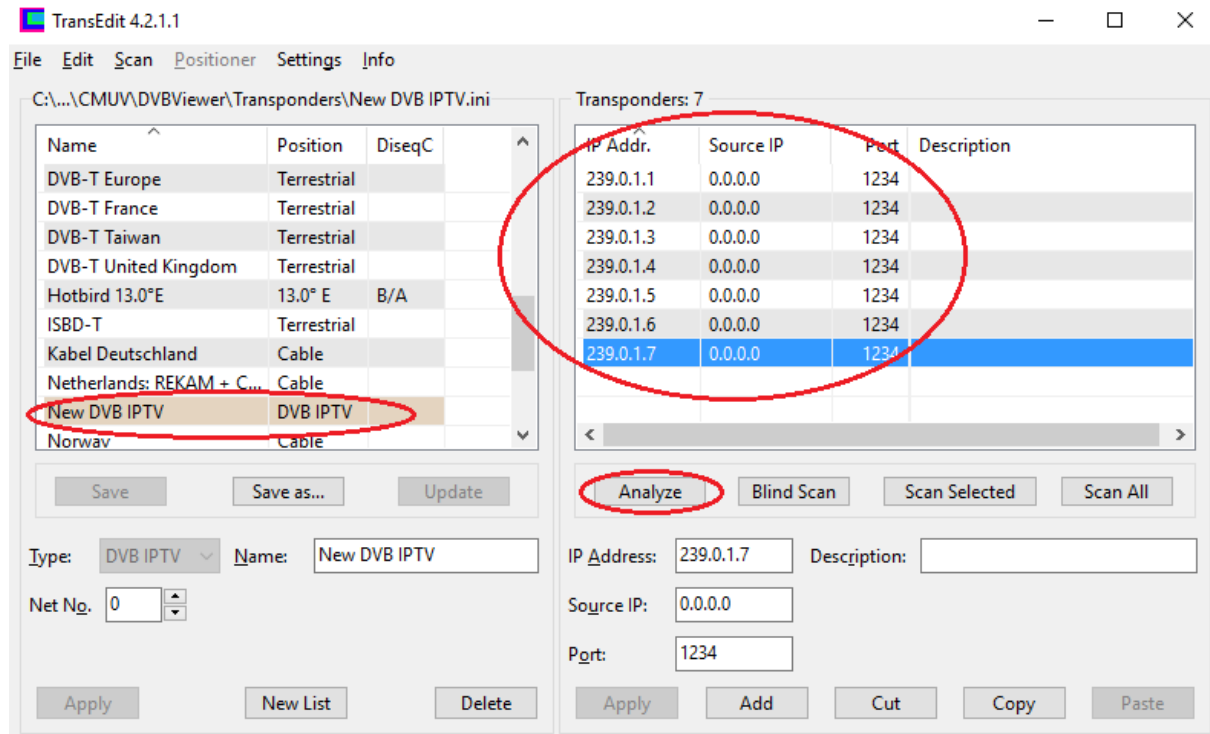 TransEdit 4.2.1.1
File Edit Scan Positioner Settings Info
C:\...\CMUV\DVBViewer\Transponders\New DVB IPTV.ini
Name Position DiseqC
DVB-T Europe Terrestrial
DVB-T France Terrestrial
DVB-T Taiwan Terrestrial
DVB-T United Kingdom Terrestrial
Hotbird 13.0°E 13.0° E B/A
ISBD-T Terrestrial
Kabel Deutschland Cable
Netherlands: REKAM + C... Cable
New DVB IPTV DVB IPTV
Norway Cable
Save Save as... Update
Type: DVB IPTV Name: New DVB IPTV
Net No. 0
Apply New List Delete
Transponders: 7
IP Addr. Source IP Port Description
239.0.1.1 0.0.0.0 1234
239.0.1.2 0.0.0.0 1234
239.0.1.3 0.0.0.0 1234
239.0.1.4 0.0.0.0 1234
239.0.1.5 0.0.0.0 1234
239.0.1.6 0.0.0.0 1234
239.0.1.7 0.0.0.0 1234
Analyze Blind Scan Scan Selected Scan All
IP Address: 239.0.1.7 Description:
Source IP: 0.0.0.0
Port: 1234
Apply Add Cut Copy Paste